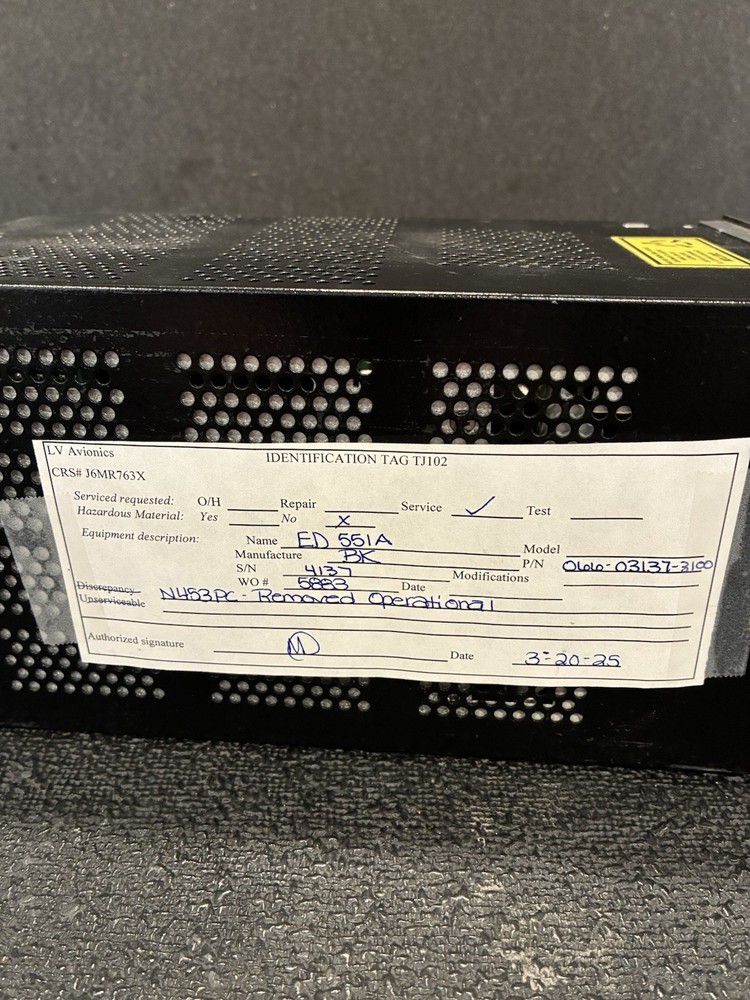 LV Avionics
IDENTIFICATION TAG TJ102
CRS# J6MR763X
Serviced requested: O/H Repair Service ✓ Test
Hazardous Material: Yes No X
Equipment description: Name ED 551A Model
Manufacture BK P/N 066-03137-3100
S/N 4137 Modifications
WO # 5883 Date
Discrepancy
Unserviceable N453PC - Removed Operational
Authorized signature Date 3-20-25